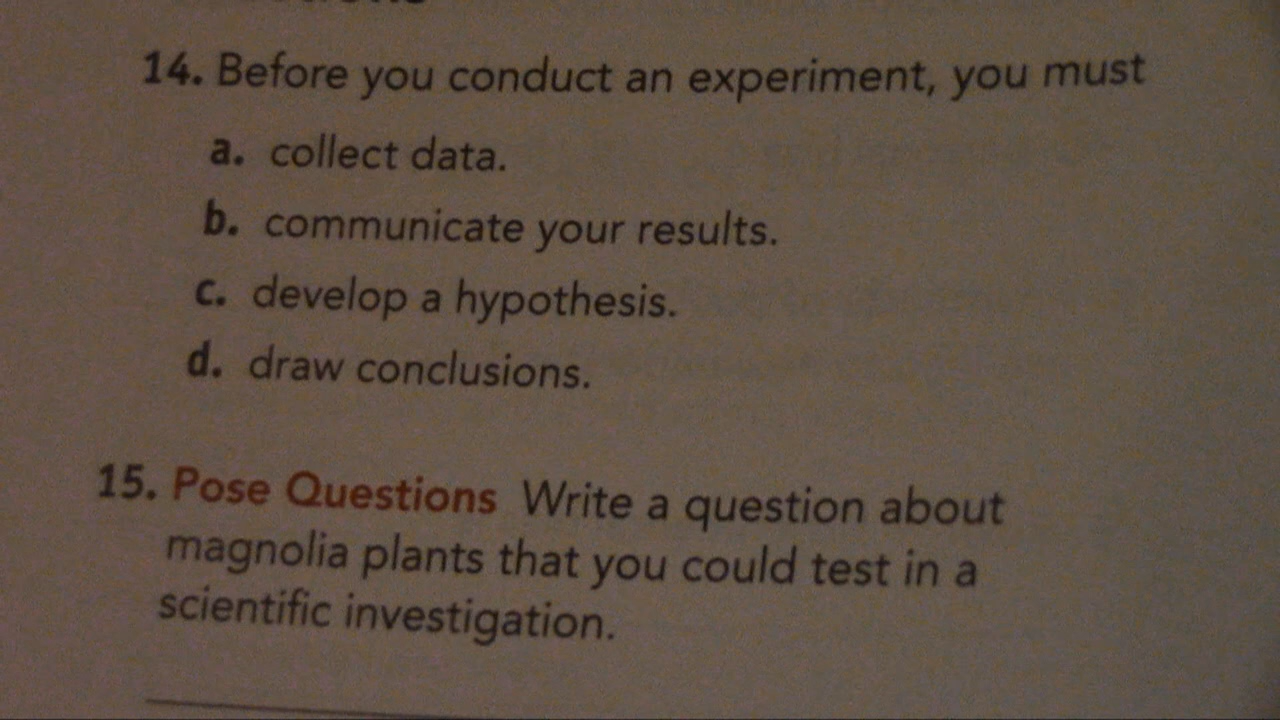 14. Before you conduct an experiment, you must
a. collect data.
b. communicate your results.
c. develop a hypothesis.
d. draw conclusions.
15. Pose Questions Write a question about
magnolia plants that you could test in a
scientific investigation.